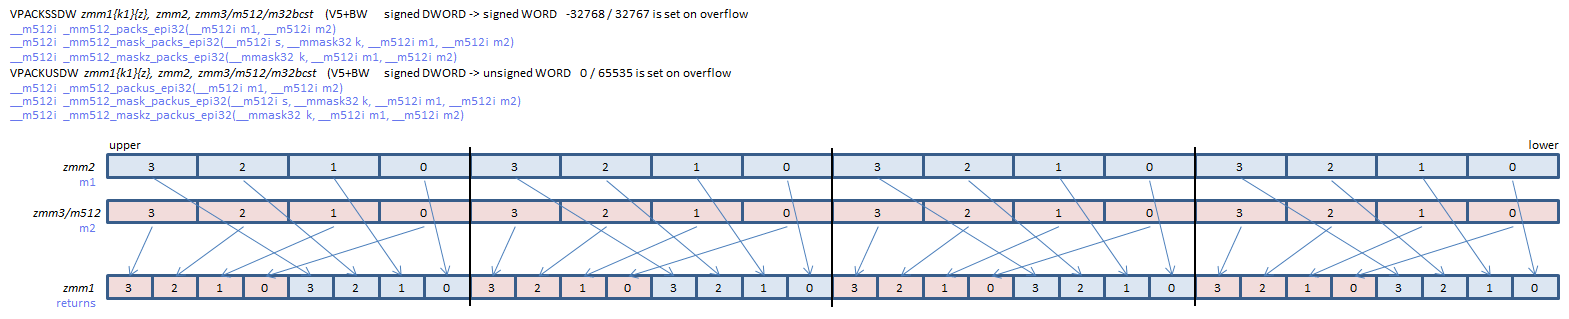 VPACKSSDW zmm1{k1}{z}, zmm2, zmm3/m512/m32bcst (V5+BW signed DWORD -> signed WORD -32768 / 32767 is set on overflow
__m512i _mm512_packs_epi32(__m512i m1, __m512i m2)
__m512i _mm512_mask_packs_epi32(__m512i s, __mmask32 k, __m512i m1, __m512i m2)
__m512i _mm512_maskz_packs_epi32(__mmask32 k, __m512i m1, __m512i m2)
VPACKUSDW zmm1{k1}{z}, zmm2, zmm3/m512/m32bcst (V5+BW signed DWORD -> unsigned WORD 0 / 65535 is set on overflow
__m512i _mm512_packus_epi32(__m512i m1, __m512i m2)
__m512i _mm512_mask_packus_epi32(__m512i s, __mmask32 k, __m512i m1, __m512i m2)
__m512i _mm512_maskz_packus_epi32(__mmask32 k, __m512i m1, __m512i m2)
upper lower
zmm2 3 2 1 0 3 2 1 0 3 2 1 0 3 2 1 0
m1
zmm3/m512 3 2 1 0 3 2 1 0 3 2 1 0 3 2 1 0
m2
zmm1 3 2 1 0 3 2 1 0 3 2 1 0 3 2 1 0 3 2 1 0 3 2 1 0 3 2 1 0 3 2 1 0
returns